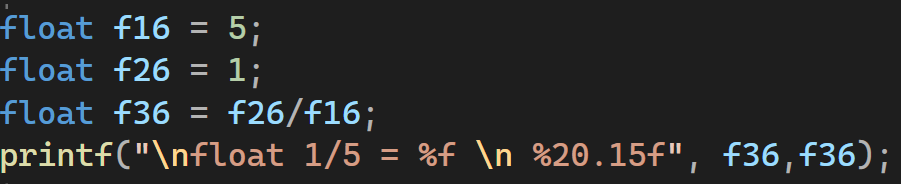 float f16 = 5;
float f26 = 1;
float f36 = f26/f16;
printf("\nfloat 1/5 = %f \n %20.15f", f36,f36);